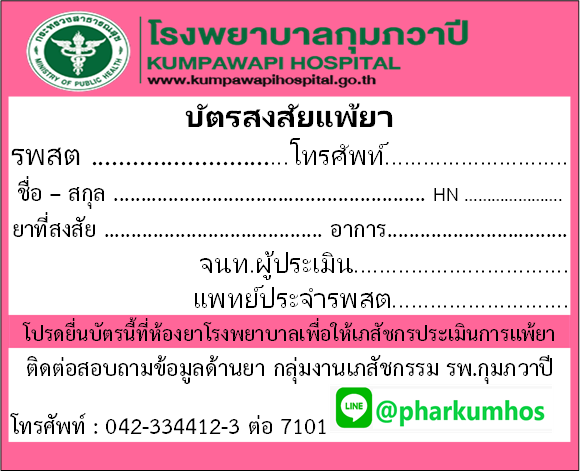 กระทรวงสาธารณสุข
MINISTRY OF PUBLIC HEALTH
โรงพยาบาลกุมภวาปี
KUMPAWAPI HOSPITAL
www.kumpawapihospital.go.th
บัตรสงสัยแพ้ยา
รพสต ..............................โทรศัพท์............................
ชื่อ – สกุล ........................................................ HN ......................
ยาที่สงสัย ....................................... อาการ................................
จนท.ผู้ประเมิน.................................
แพทย์ประจำรพสต...........................
โปรดยื่นบัตรนี้ที่ห้องยาโรงพยาบาลเพื่อให้เภสัชกรประเมินการแพ้ยา
ติดต่อสอบถามข้อมูลด้านยา กลุ่มงานเภสัชกรรม รพ.กุมภวาปี
โทรศัพท์ : 042-334412-3 ต่อ 7101
LINE @pharkumhos